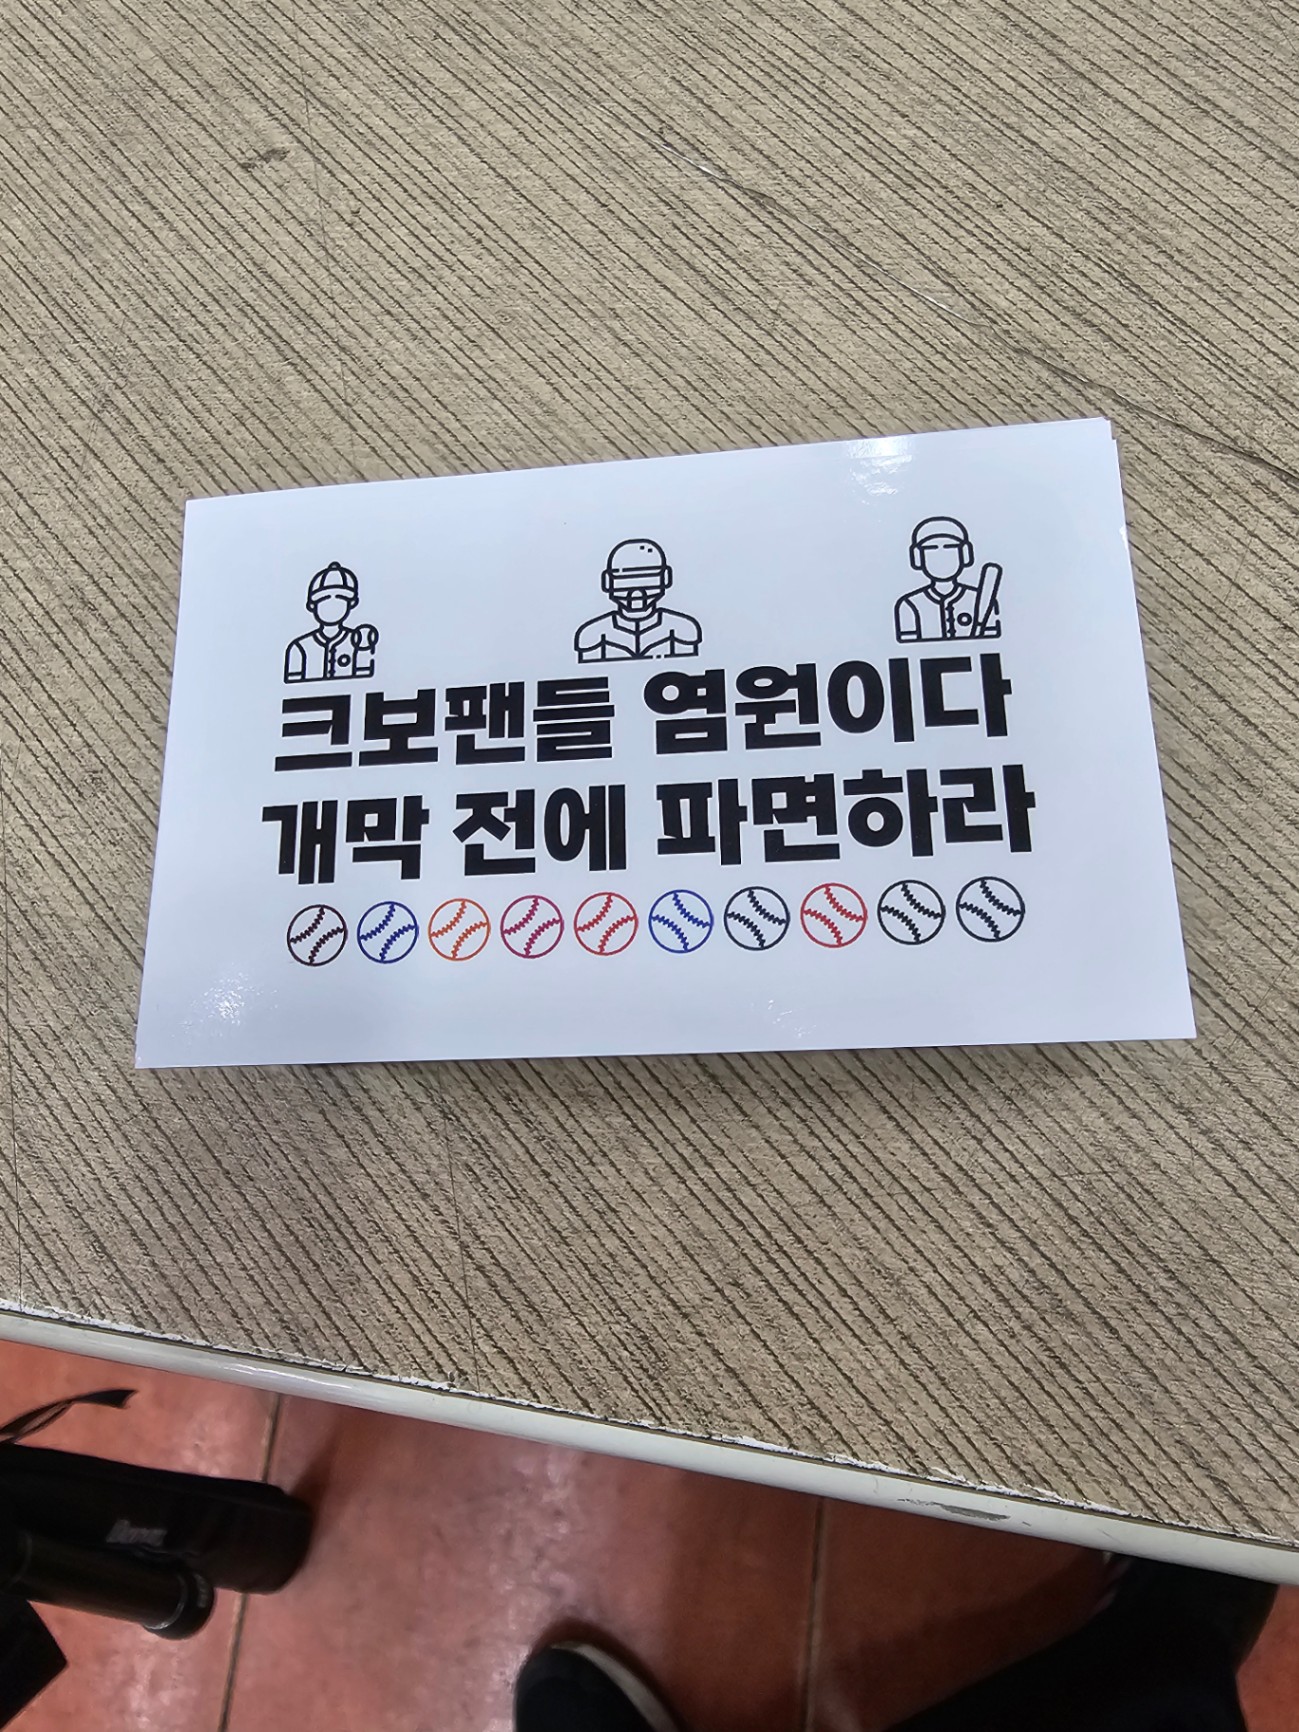 크보팬들 염원이다
개막 전에 파면하라